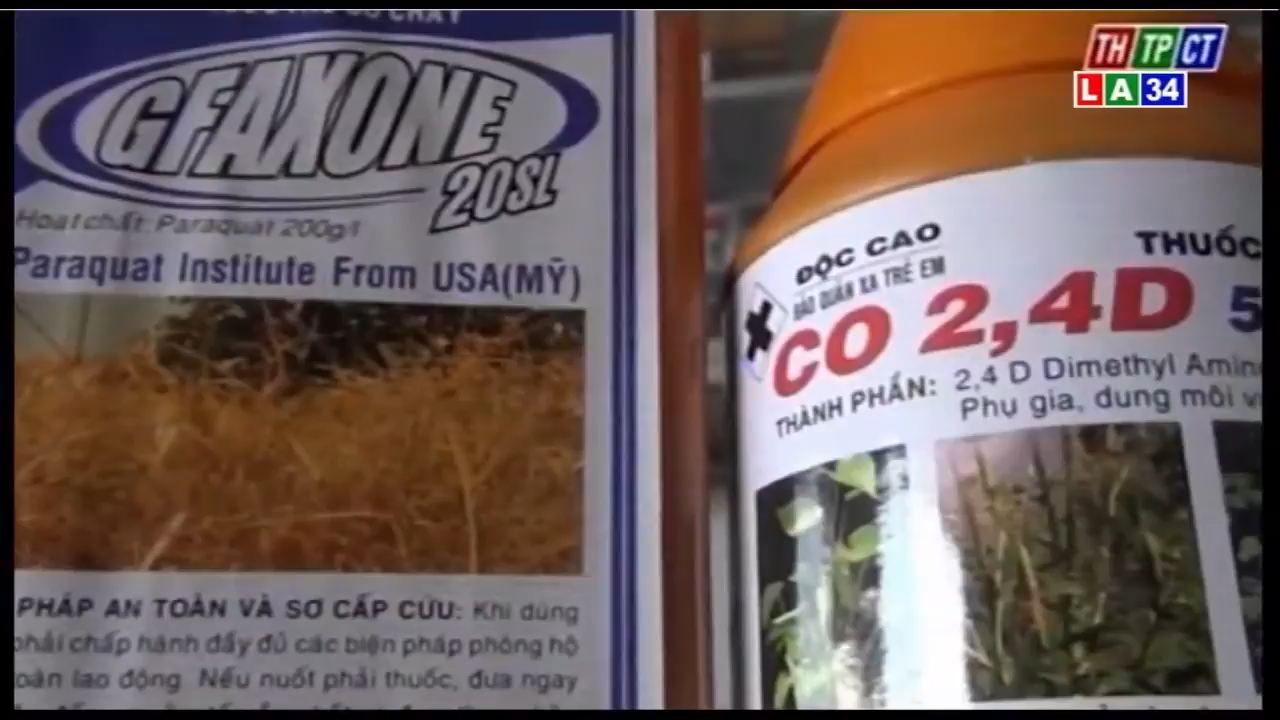 GFAXONE
20SL
Hoạt chất: Paraquat 200g/l
Paraquat Institute From USA(MỸ)
PHÁP AN TOÀN VÀ SƠ CẤP CỨU: Khi dùng
phải chấp hành đầy đủ các biện pháp phòng hộ
toàn lao động. Nếu nuốt phải thuốc, đưa ngay
THTPCT
LA34
ĐỘC CAO
BẢO QUẢN XA TRẺ EM
THUỐC
CO 2,4D 5
THÀNH PHẦN: 2,4 D Dimethyl Amin
Phụ gia, dung môi